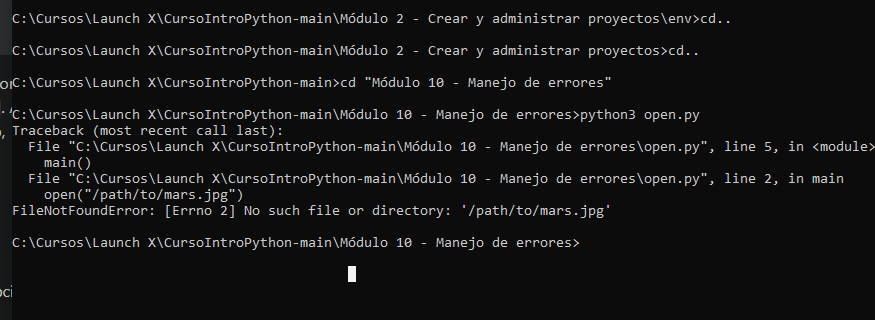 C:\Cursos\Launch X\CursoIntroPython-main\Módulo 2 - Crear y administrar proyectos\env>cd..
C:\Cursos\Launch X\CursoIntroPython-main\Módulo 2 - Crear y administrar proyectos>cd..
C:\Cursos\Launch X\CursoIntroPython-main>cd "Módulo 10 - Manejo de errores"
C:\Cursos\Launch X\CursoIntroPython-main\Módulo 10 - Manejo de errores>python3 open.py
Traceback (most recent call last):
  File "C:\Cursos\Launch X\CursoIntroPython-main\Módulo 10 - Manejo de errores\open.py", line 5, in <module>
    main()
  File "C:\Cursos\Launch X\CursoIntroPython-main\Módulo 10 - Manejo de errores\open.py", line 2, in main
    open("/path/to/mars.jpg")
FileNotFoundError: [Errno 2] No such file or directory: '/path/to/mars.jpg'
C:\Cursos\Launch X\CursoIntroPython-main\Módulo 10 - Manejo de errores>